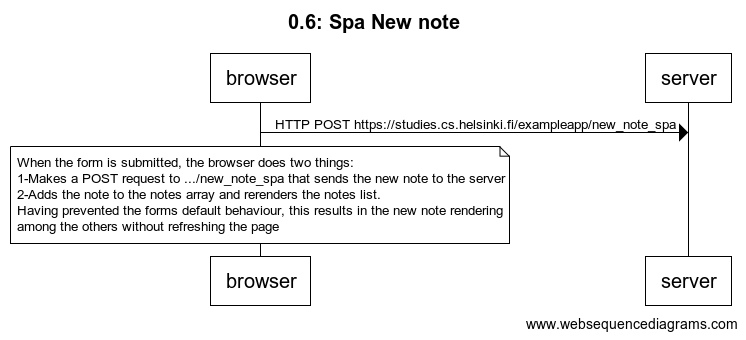 0.6: Spa New note
browser
server
HTTP POST https://studies.cs.helsinki.fi/exampleapp/new_note_spa
When the form is submitted, the browser does two things:
1-Makes a POST request to .../new_note_spa that sends the new note to the server
2-Adds the note to the notes array and rerenders the notes list.
Having prevented the forms default behaviour, this results in the new note rendering
among the others without refreshing the page
browser
server
www.websequencediagrams.com